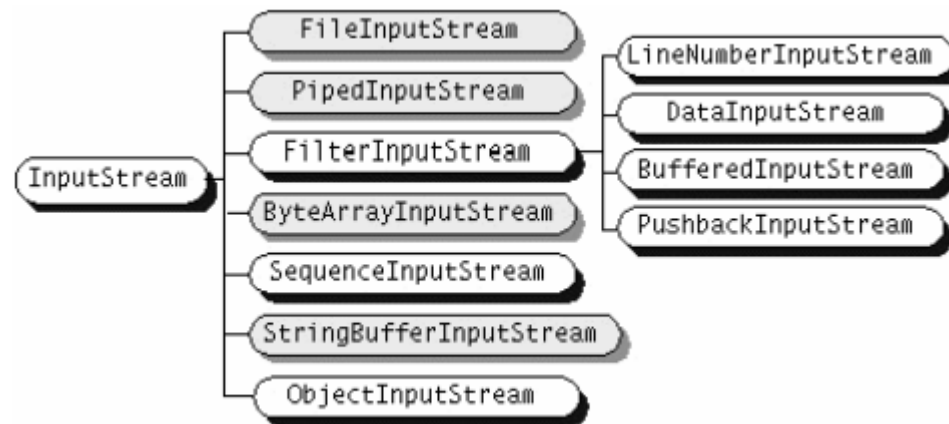 InputStream
FileInputStream
PipedInputStream
FilterInputStream
ByteArrayInputStream
SequenceInputStream
StringBufferInputStream
ObjectInputStream
LineNumberInputStream
DataInputStream
BufferedInputStream
PushbackInputStream